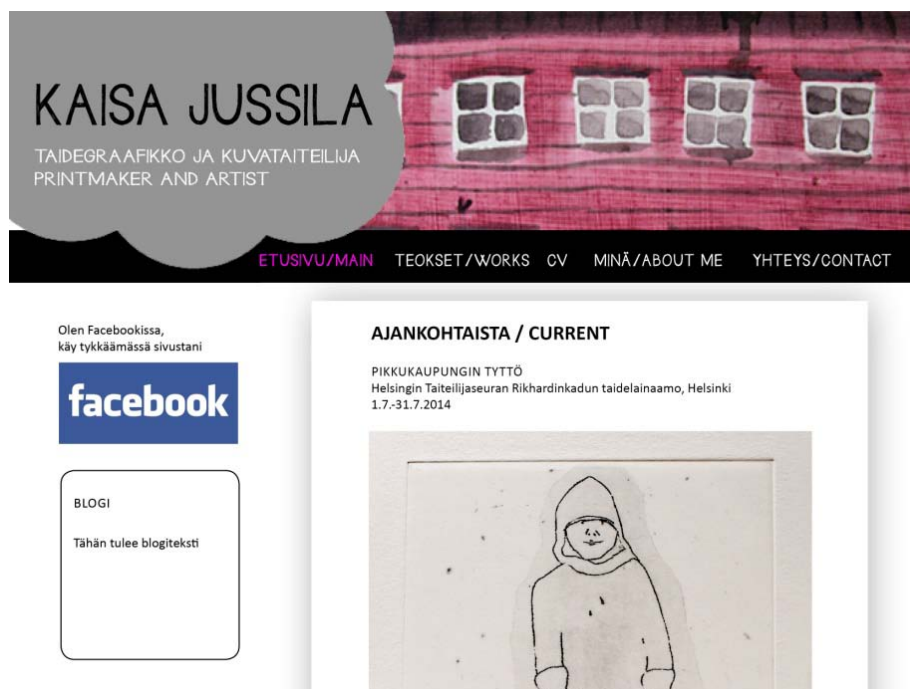 KAISA JUSSILA
TAIDEGRAAFIKKO JA KUVATAITEILIJA
PRINTMAKER AND ARTIST
ETUSIVU/MAIN TEOKSET/WORKS CV MINÄ/ABOUT ME YHTEYS/CONTACT
Olen Facebookissa,
käy tykkäämässä sivustani
facebook
BLOGI
Tähän tulee blogiteksti
AJANKOHTAISTA / CURRENT
PIKKUKAUPUNGIN TYTTÖ
Helsingin Taiteilijaseuran Rikhardinkadun taidelainaamo, Helsinki
1.7.-31.7.2014